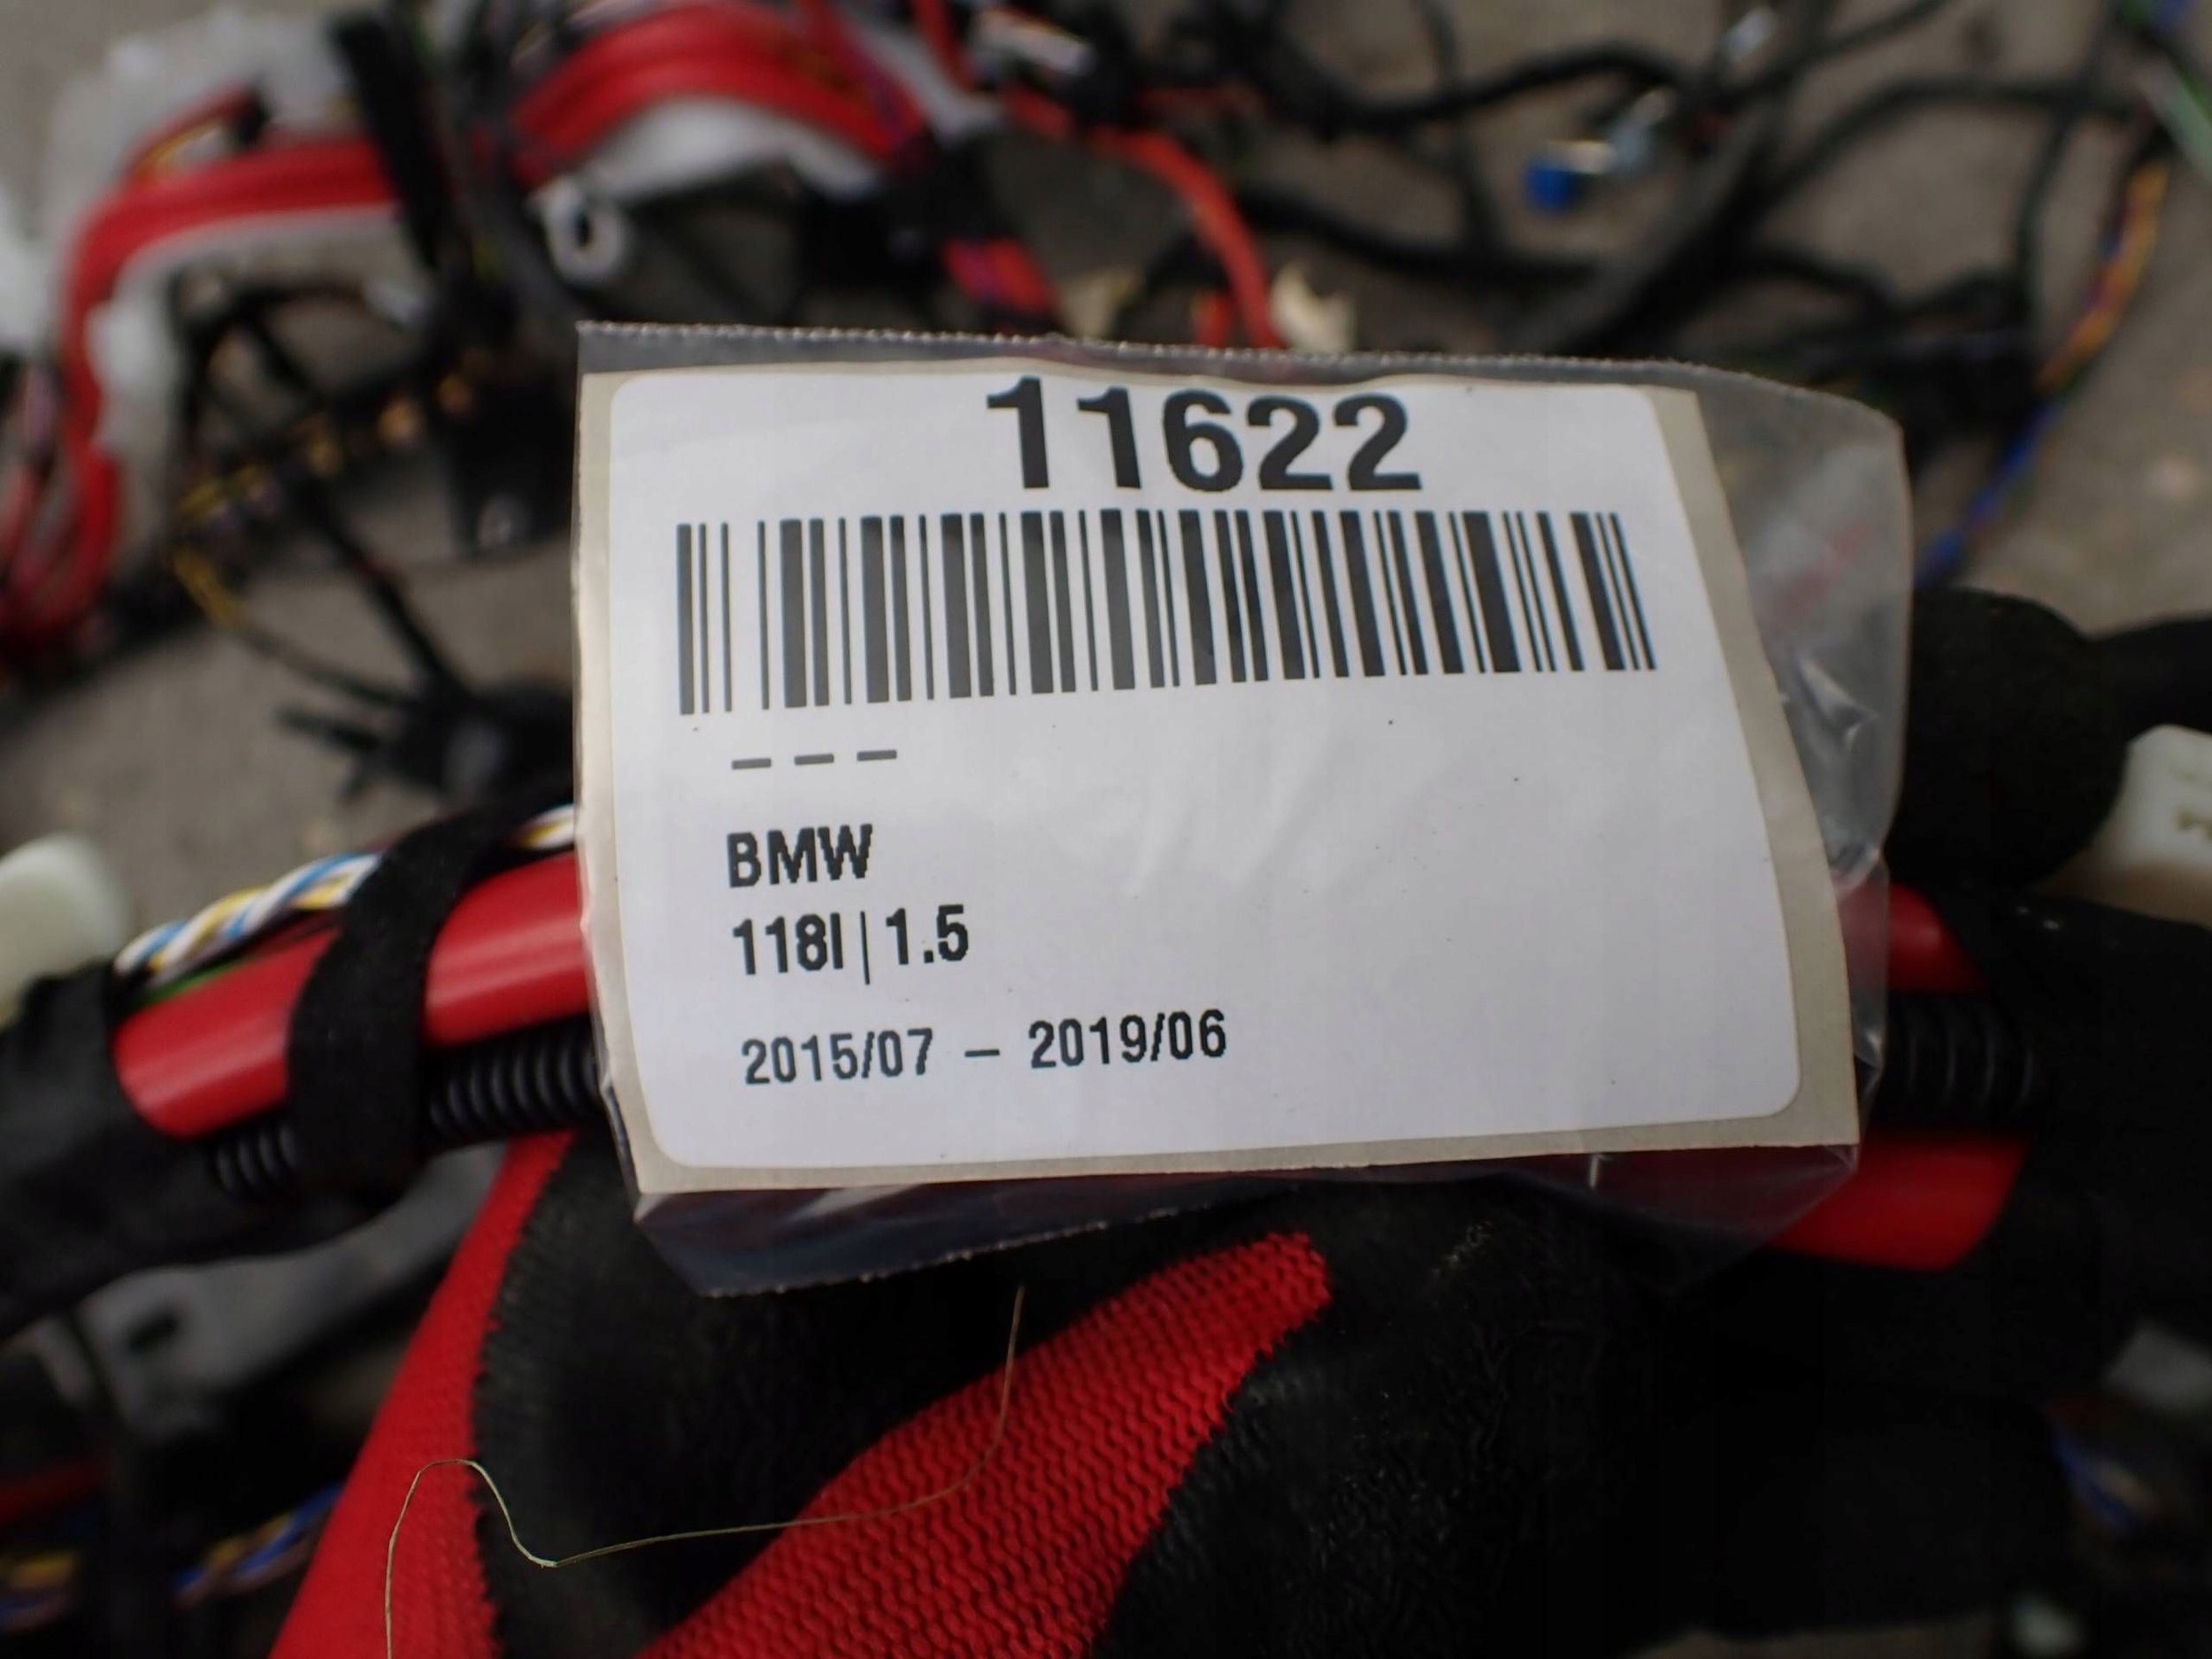 11622
– – –
BMW
118I | 1.5
2015/07 – 2019/06